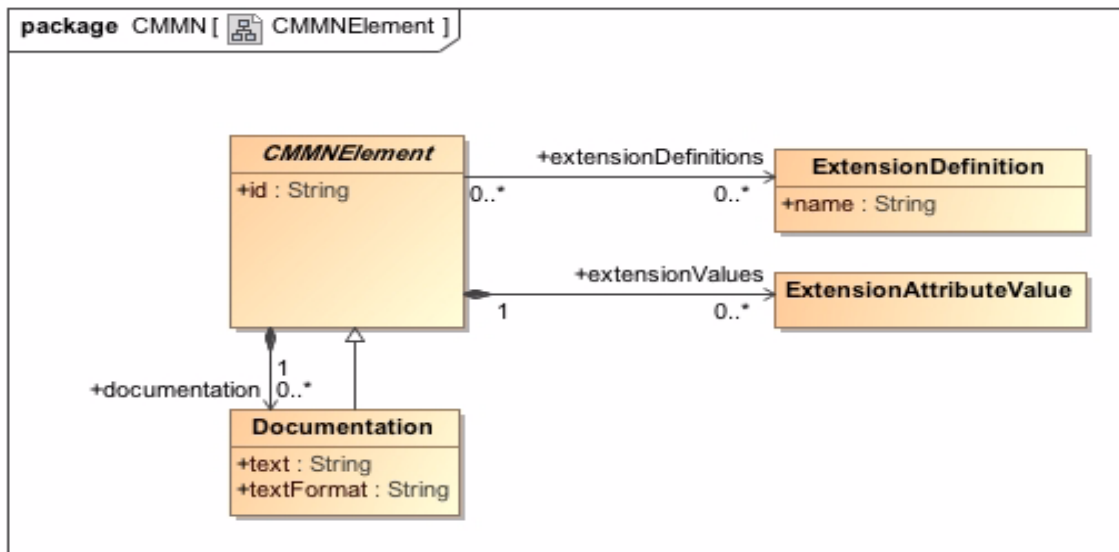 package CMMN [ CMMNElement ]
CMMNElement
+id : String
+extensionDefinitions
0..*
0..*
ExtensionDefinition
+name : String
+extensionValues
1
0..*
ExtensionAttributeValue
1
+documentation
0..*
Documentation
+text : String
+textFormat : String